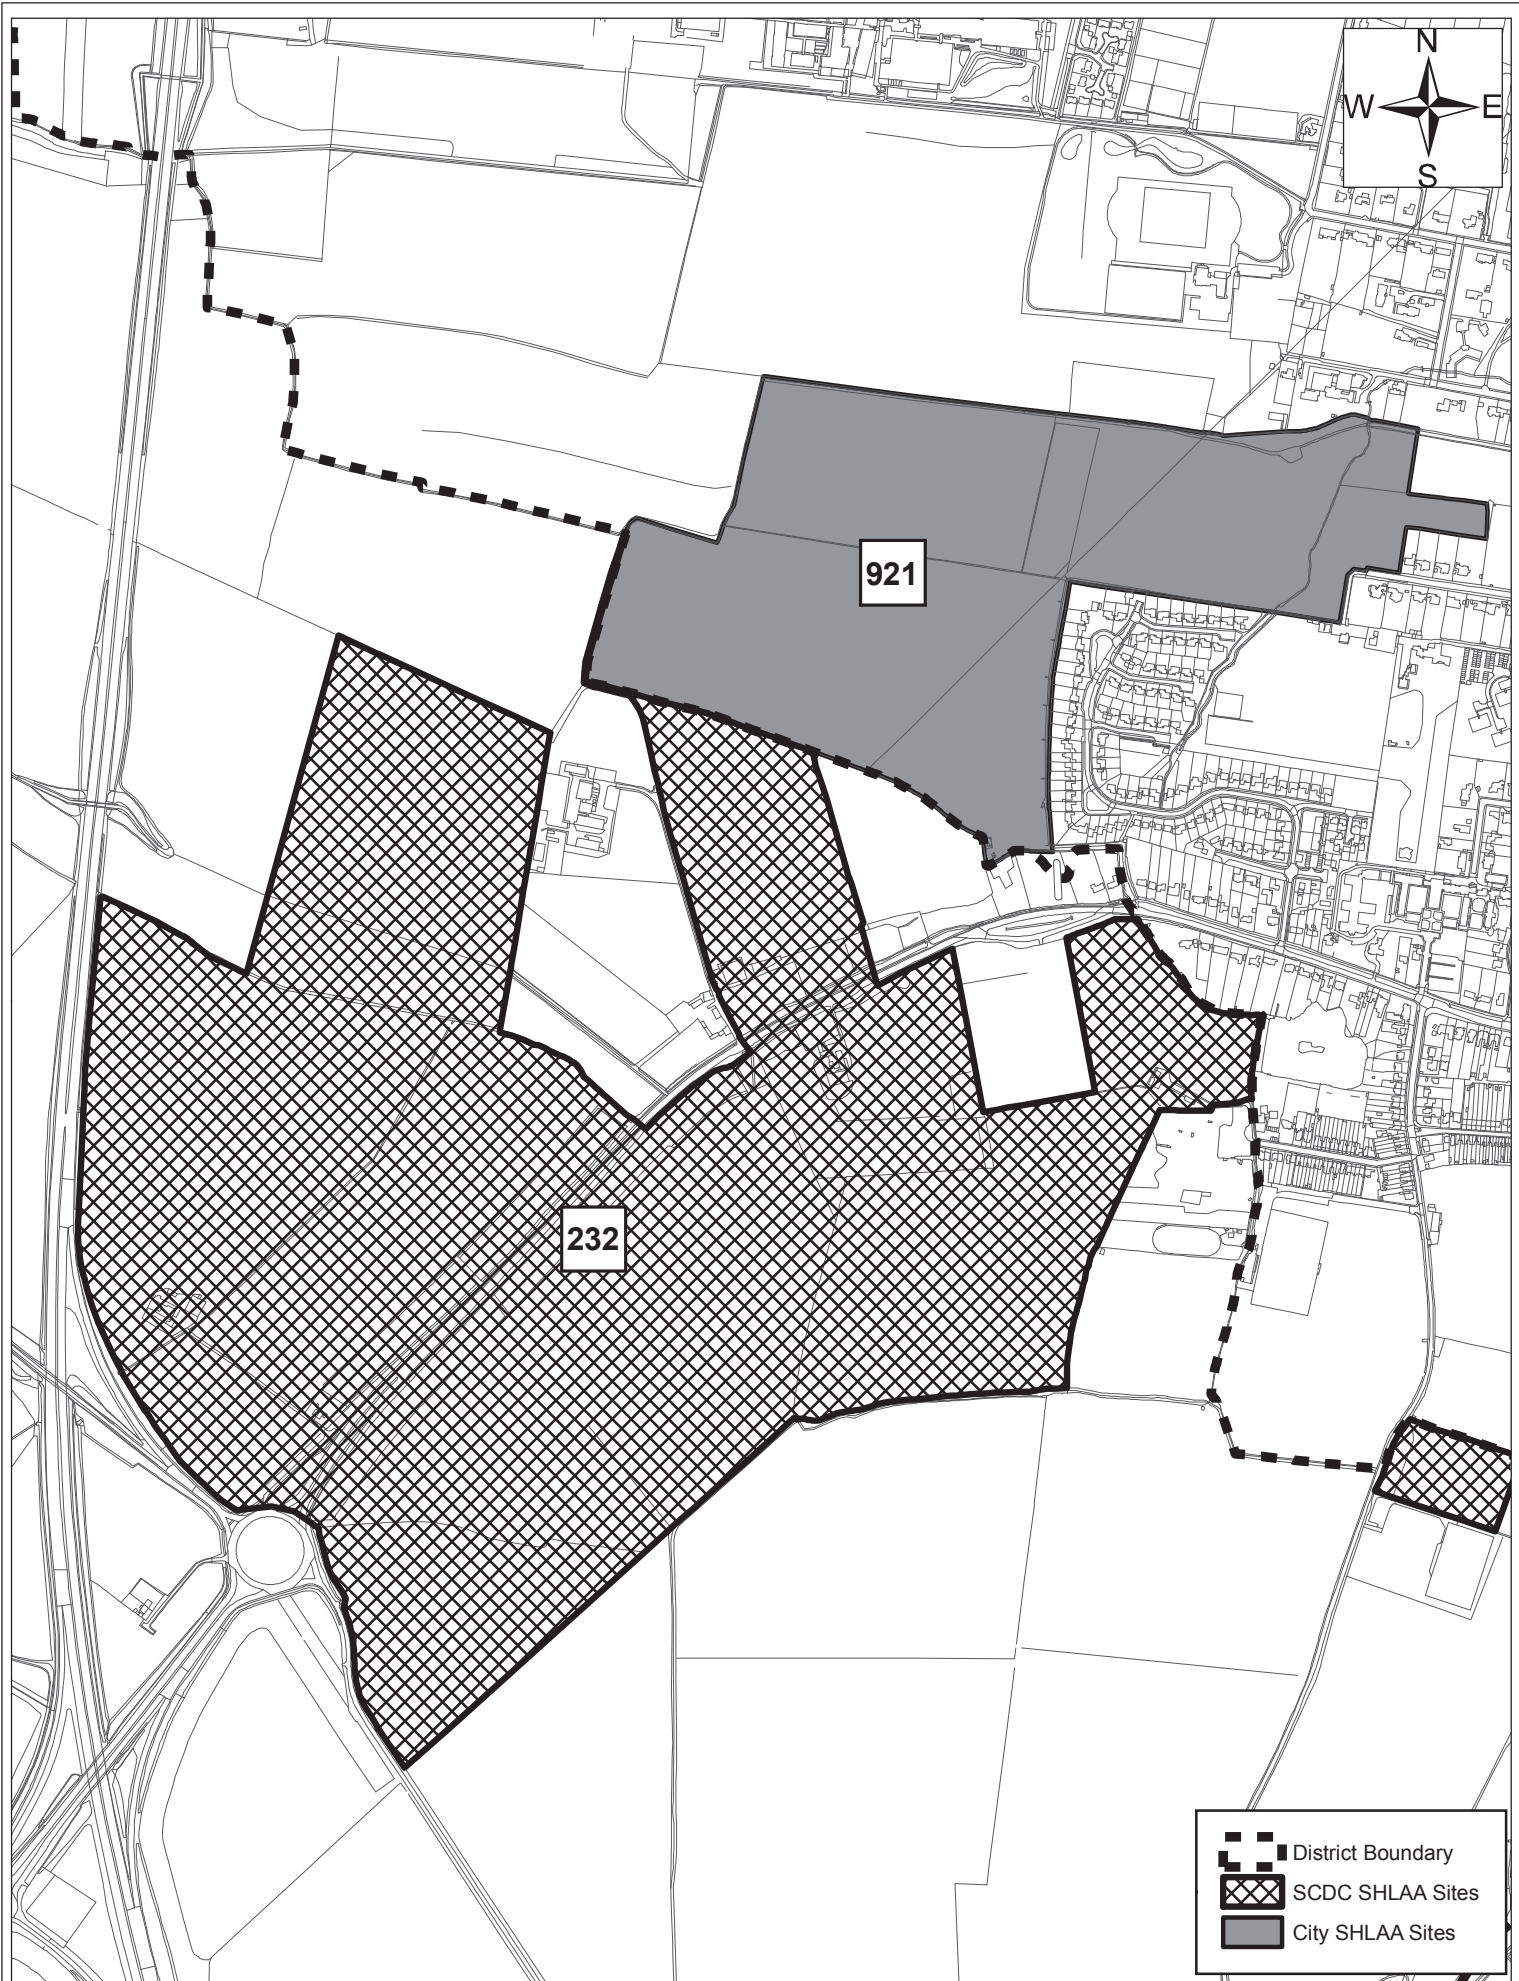 N
W E
S
921
232
District Boundary
SCDC SHLAA Sites
City SHLAA Sites